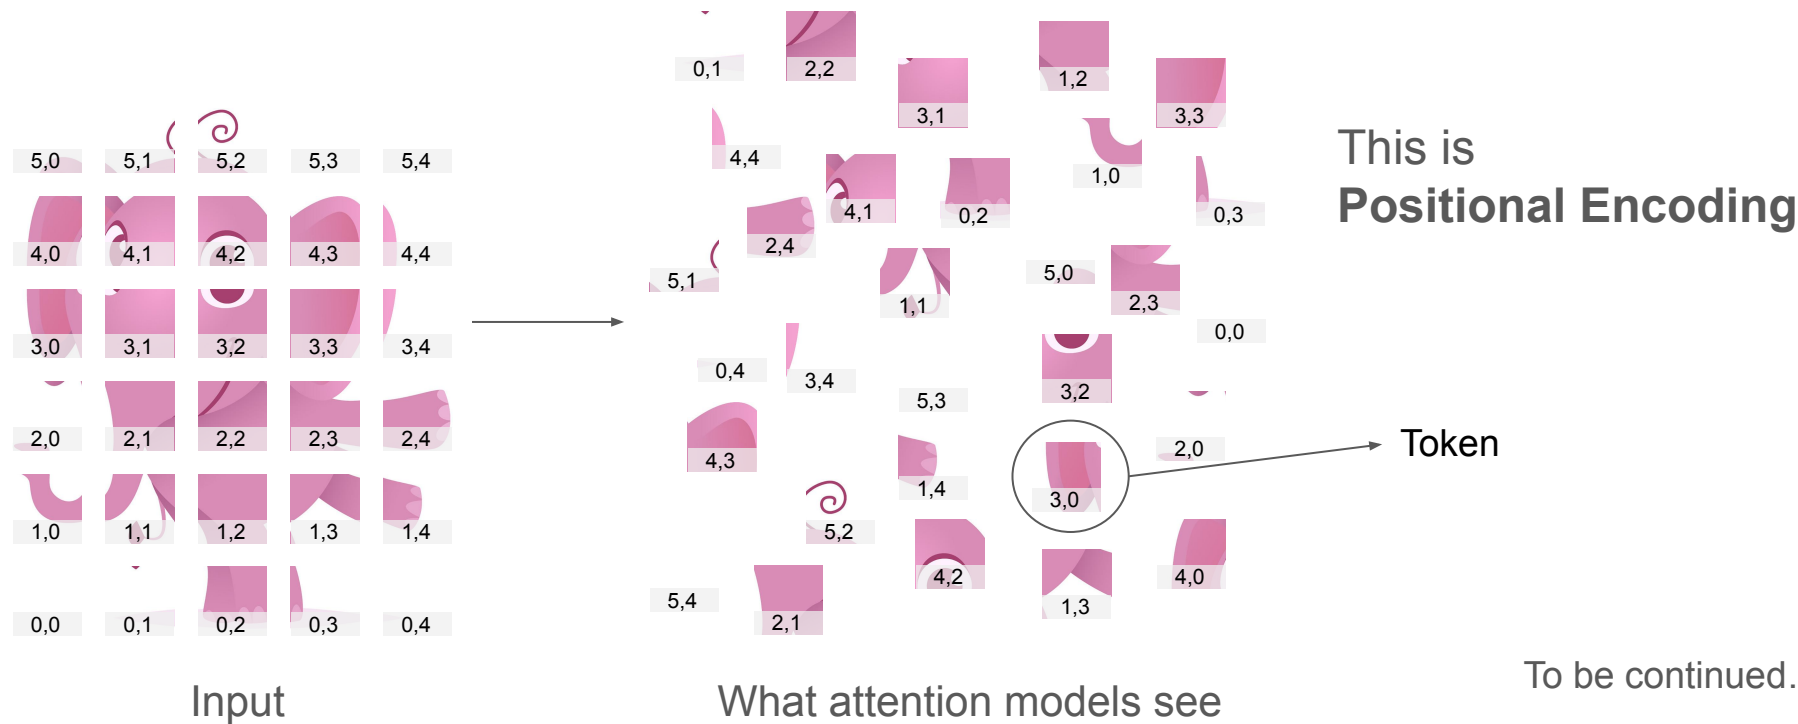 5,0 5,1 5,2 5,3 5,4
4,0 4,1 4,2 4,3 4,4
3,0 3,1 3,2 3,3 3,4
2,0 2,1 2,2 2,3 2,4
1,0 1,1 1,2 1,3 1,4
0,0 0,1 0,2 0,3 0,4
Input
0,1
2,2
1,2
3,1
3,3
4,4
1,0
4,1
0,2
0,3
2,4
5,1
5,0
1,1
2,3
0,0
0,4
3,4
3,2
5,3
2,0
4,3
1,4
3,0
5,2
4,2
4,0
5,4
1,3
2,1
What attention models see
This is
Positional Encoding
Token
To be continued.